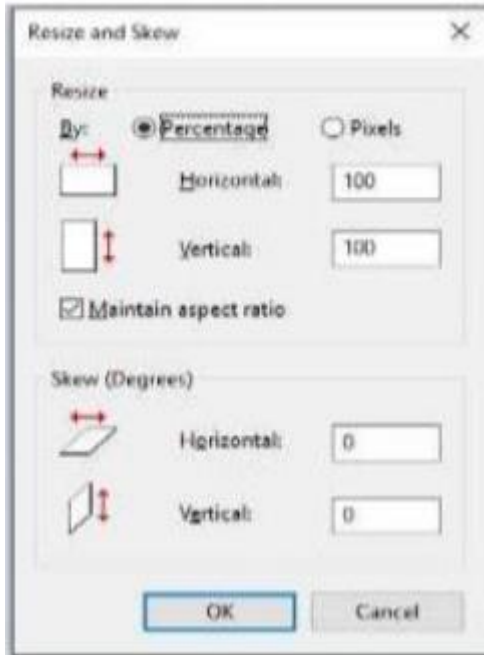 Resize and Skew
Resize
By: Percentage Pixels
Horizontal: 100
Vertical: 100
Maintain aspect ratio
Skew (Degrees)
Horizontal: 0
Vertical: 0
OK Cancel